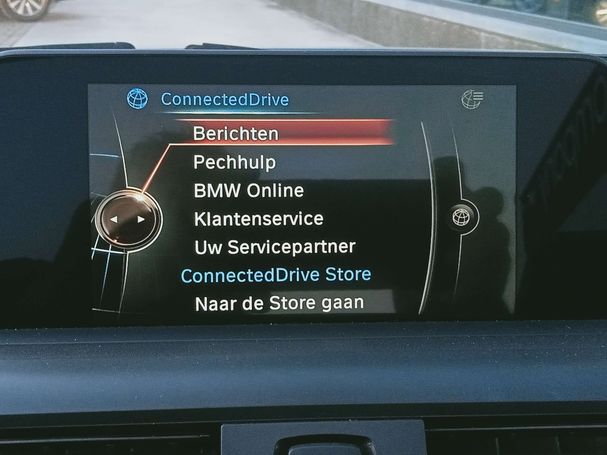 ConnectedDrive
Berichten
Pechhulp
BMW Online
Klantenservice
Uw Servicepartner
ConnectedDrive Store
Naar de Store gaan